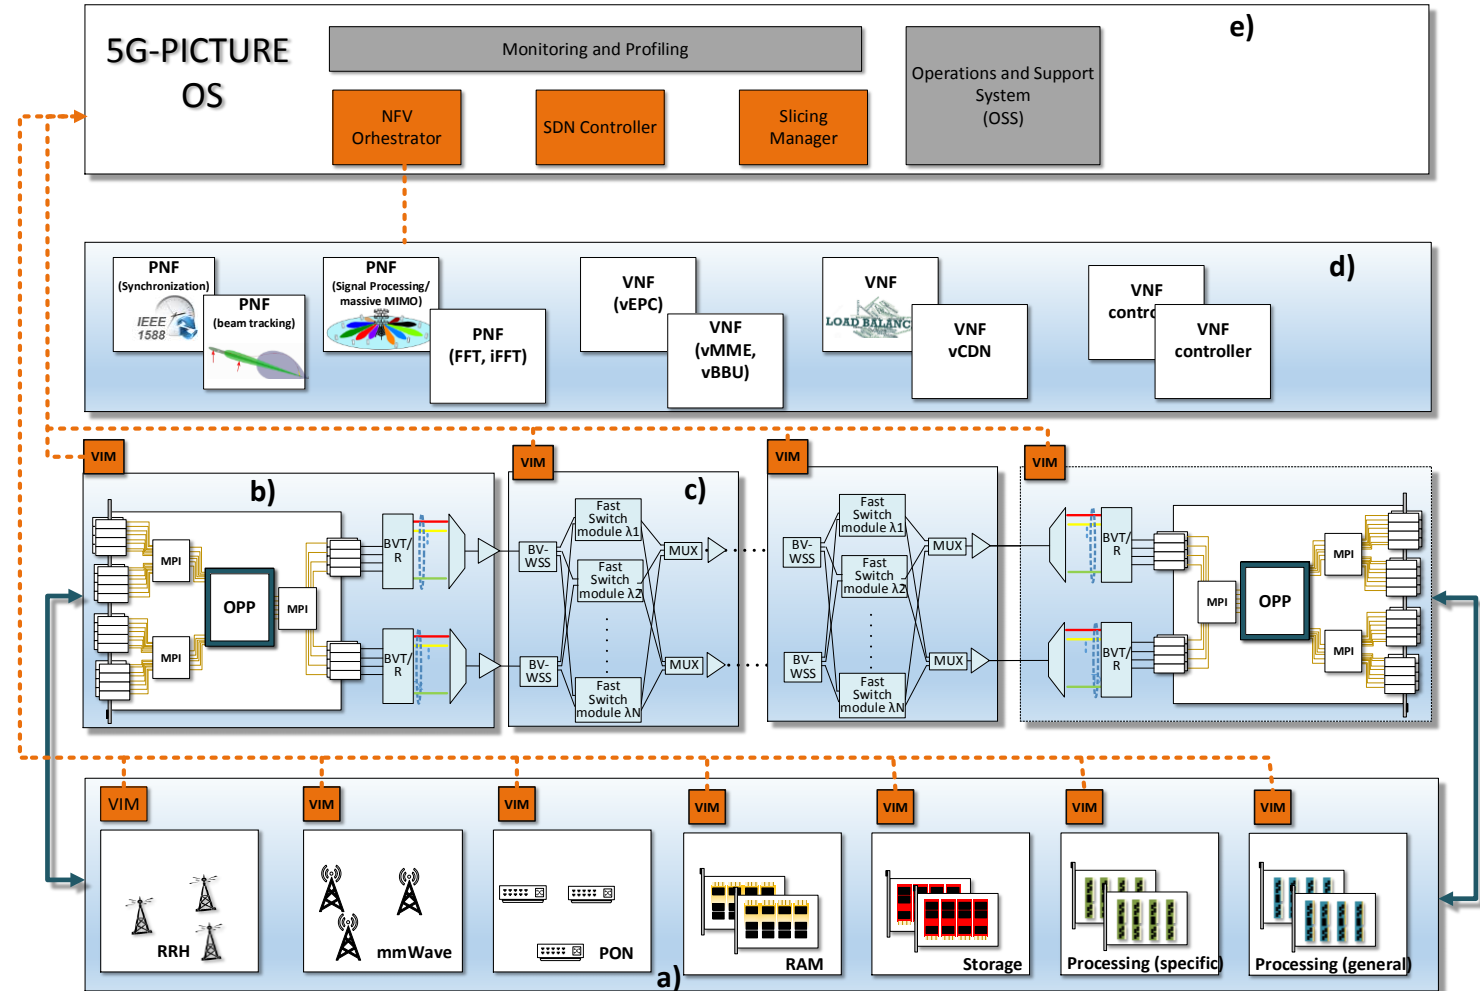 5G-PICTURE
OS
Monitoring and Profiling
NFV
Orhestrator
SDN Controller
Slicing
Manager
Operations and Support
System
(OSS)
e)
PNF
(Synchronization)
IEEE
1588
PNF
(beam tracking)
PNF
(Signal Processing/
massive MIMO)
PNF
(FFT, iFFT)
VNF
(vEPC)
VNF
(vMME,
vBBU)
VNF
LOAD BALANC
VNF
vCDN
VNF
contro
VNF
controller
d)
VIM
VIM
VIM
VIM
b)
MPI
MPI
OPP
MPI
BVT/
R
BVT/
R
c)
BV-
WSS
BV-
WSS
Fast
Switch
module λ1
Fast
Switch
module λ2
Fast
Switch
module λN
MUX
MUX
BV-
WSS
BV-
WSS
Fast
Switch
module λ1
Fast
Switch
module λ2
Fast
Switch
module λN
MUX
MUX
BVT/
R
BVT/
R
MPI
OPP
MPI
MPI
VIM
VIM
VIM
VIM
VIM
VIM
VIM
RRH
mmWave
PON
RAM
Storage
Processing (specific)
Processing (general)
a)